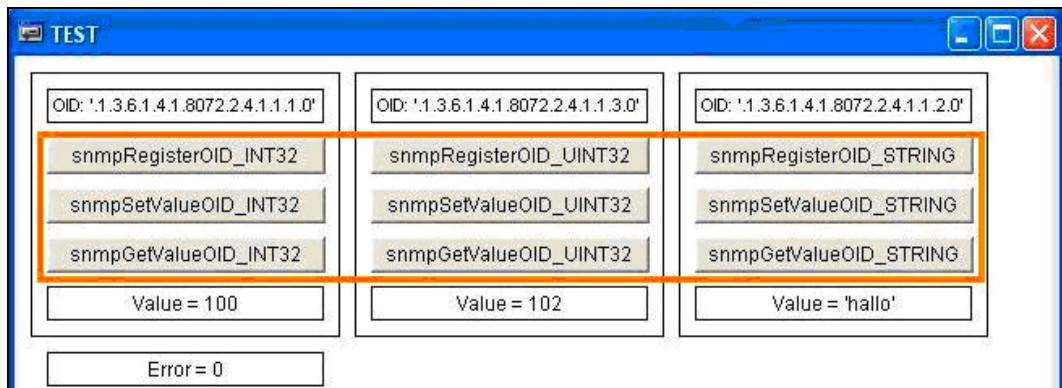 TEST
OID: '.1.3.6.1.4.1.8072.2.4.1.1.1.0'
snmpRegisterOID_INT32
snmpSetValueOID_INT32
snmpGetValueOID_INT32
Value = 100
OID: '.1.3.6.1.4.1.8072.2.4.1.1.3.0'
snmpRegisterOID_UINT32
snmpSetValueOID_UINT32
snmpGetValueOID_UINT32
Value = 102
OID: '.1.3.6.1.4.1.8072.2.4.1.1.2.0'
snmpRegisterOID_STRING
snmpSetValueOID_STRING
snmpGetValueOID_STRING
Value = 'hallo'
Error = 0